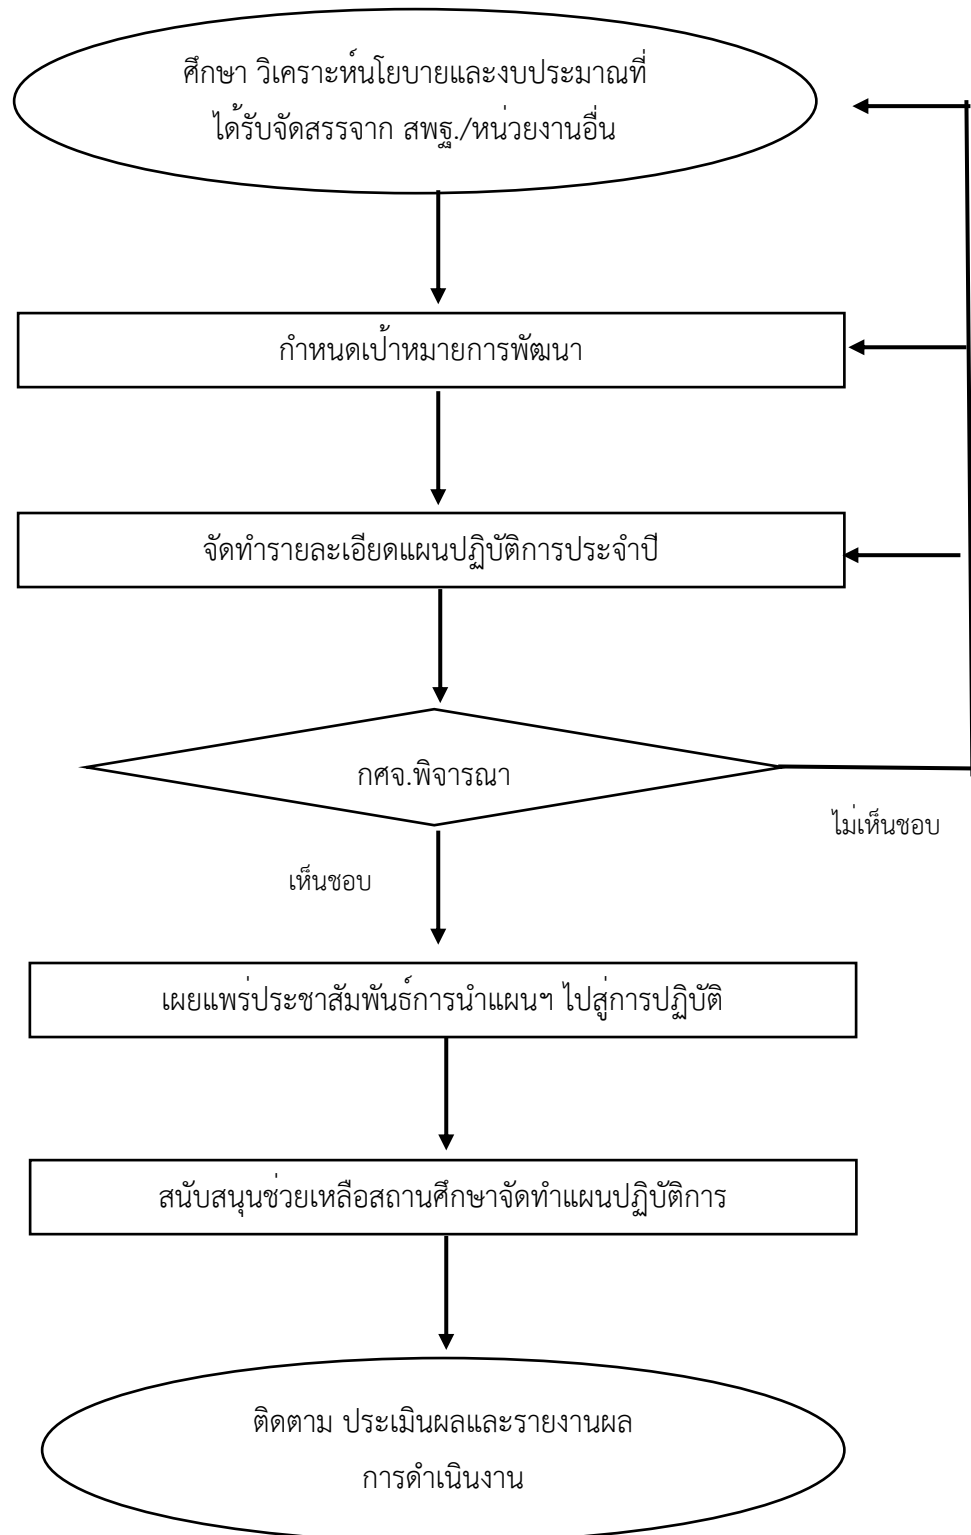 ศึกษา วิเคราะห์นโยบายและงบประมาณที่
ได้รับจัดสรรจาก สพฐ./หน่วยงานอื่น
กำหนดเป้าหมายการพัฒนา
จัดทำรายละเอียดแผนปฏิบัติการประจำปี
กศจ.พิจารณา
ไม่เห็นชอบ
เห็นชอบ
เผยแพร่ประชาสัมพันธ์การนำแผนฯ ไปสู่การปฏิบัติ
สนับสนุนช่วยเหลือสถานศึกษาจัดทำแผนปฏิบัติการ
ติดตาม ประเมินผลและรายงานผล
การดำเนินงาน